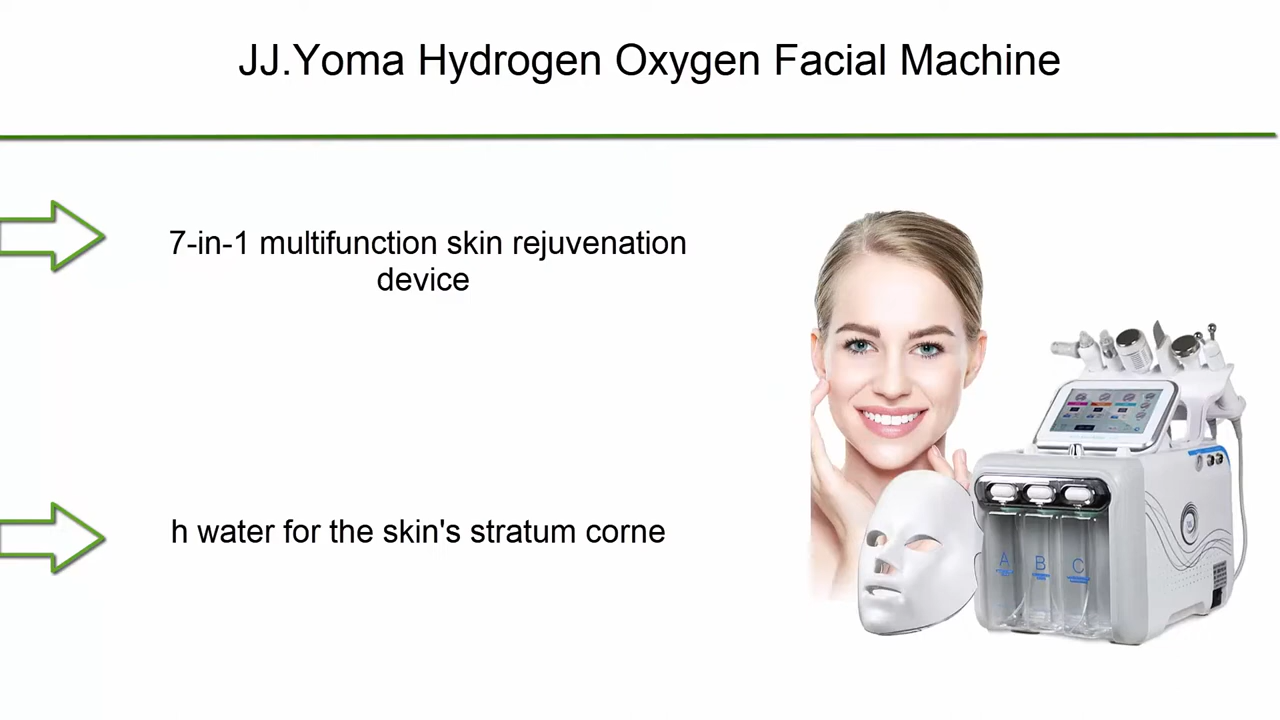 JJ.Yoma Hydrogen Oxygen Facial Machine
7-in-1 multifunction skin rejuvenation
device
h water for the skin's stratum corne
A B C